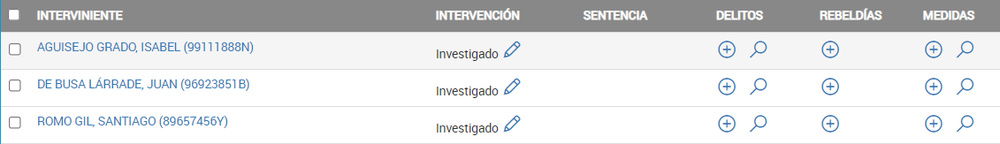 INTERVINIENTE INTERVENCIÓN SENTENCIA DELITOS REBELDÍAS MEDIDAS
AGUISEJO GRADO, ISABEL (99111888N) Investigado
DE BUSA LÁRRADE, JUAN (96923851B) Investigado
ROMO GIL, SANTIAGO (89657456Y) Investigado